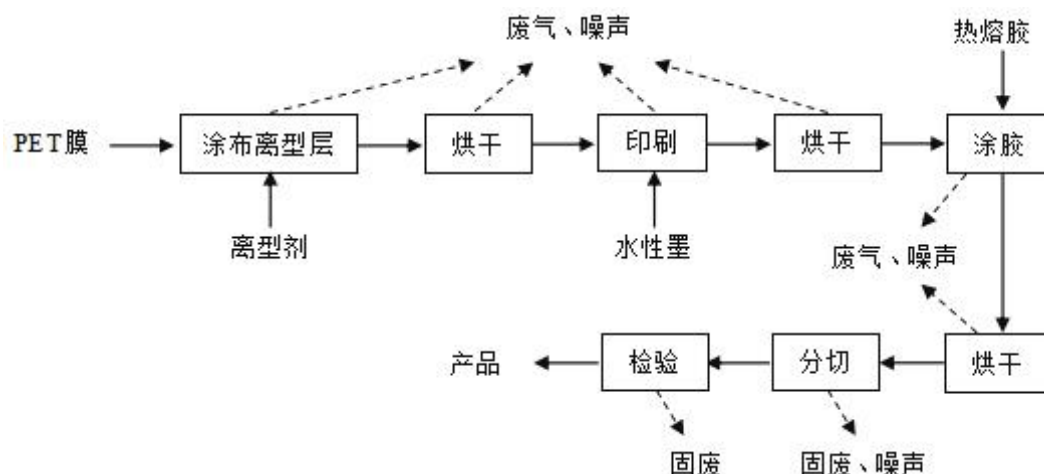 废气、噪声
热熔胶
PET膜
涂布离型层
烘干
印刷
烘干
涂胶
离型剂
水性墨
废气、噪声
产品
检验
分切
烘干
固废
固废、噪声